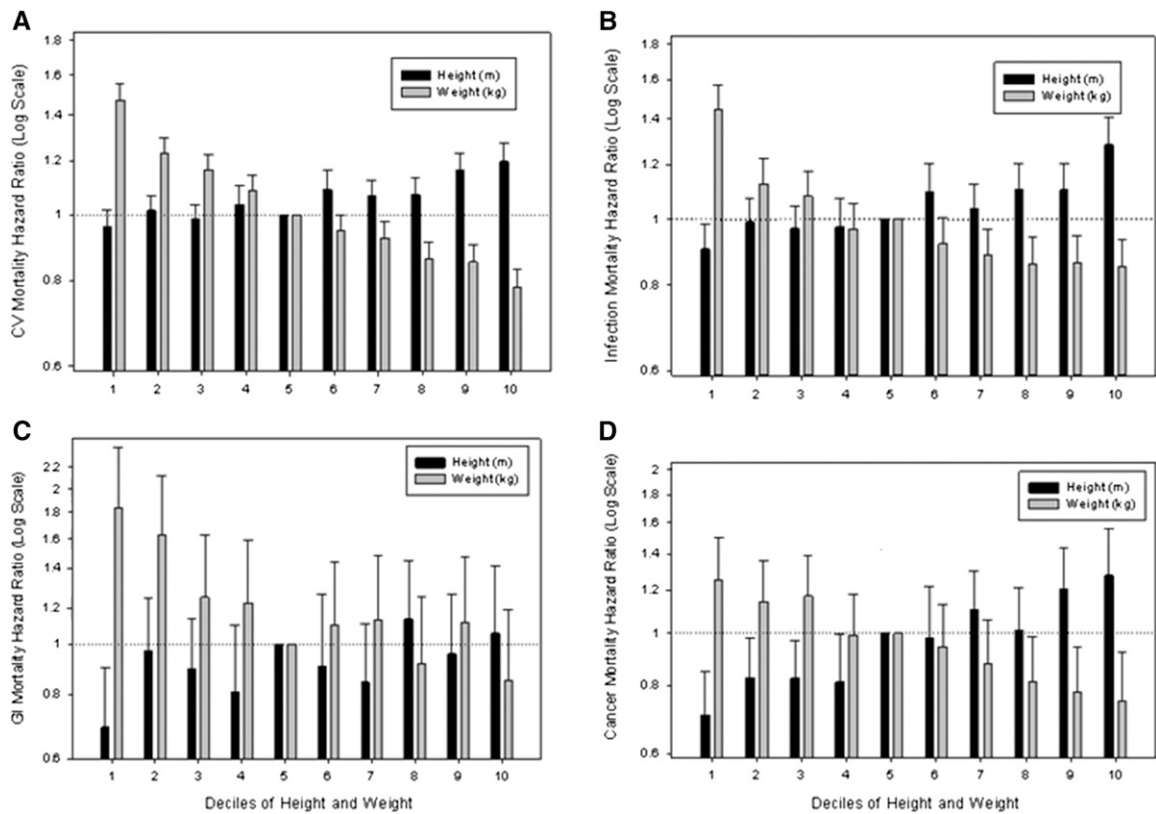 A
CV Mortality Hazard Ratio (Log Scale)
1.8
1.6
1.4
1.2
1
0.8
0.6
Height (m)
Weight (kg)
1 2 3 4 5 6 7 8 9 10
B
Infection Mortality Hazard Ratio (Log Scale)
1.8
1.6
1.4
1.2
1
0.8
0.6
Height (m)
Weight (kg)
1 2 3 4 5 6 7 8 9 10
C
GI Mortality Hazard Ratio (Log Scale)
2.2
2
1.8
1.6
1.4
1.2
1
0.8
0.6
Height (m)
Weight (kg)
1 2 3 4 5 6 7 8 9 10
Deciles of Height and Weight
D
Cancer Mortality Hazard Ratio (Log Scale)
2
1.8
1.6
1.4
1.2
1
0.8
0.6
Height (m)
Weight (kg)
1 2 3 4 5 6 7 8 9 10
Deciles of Height and Weight